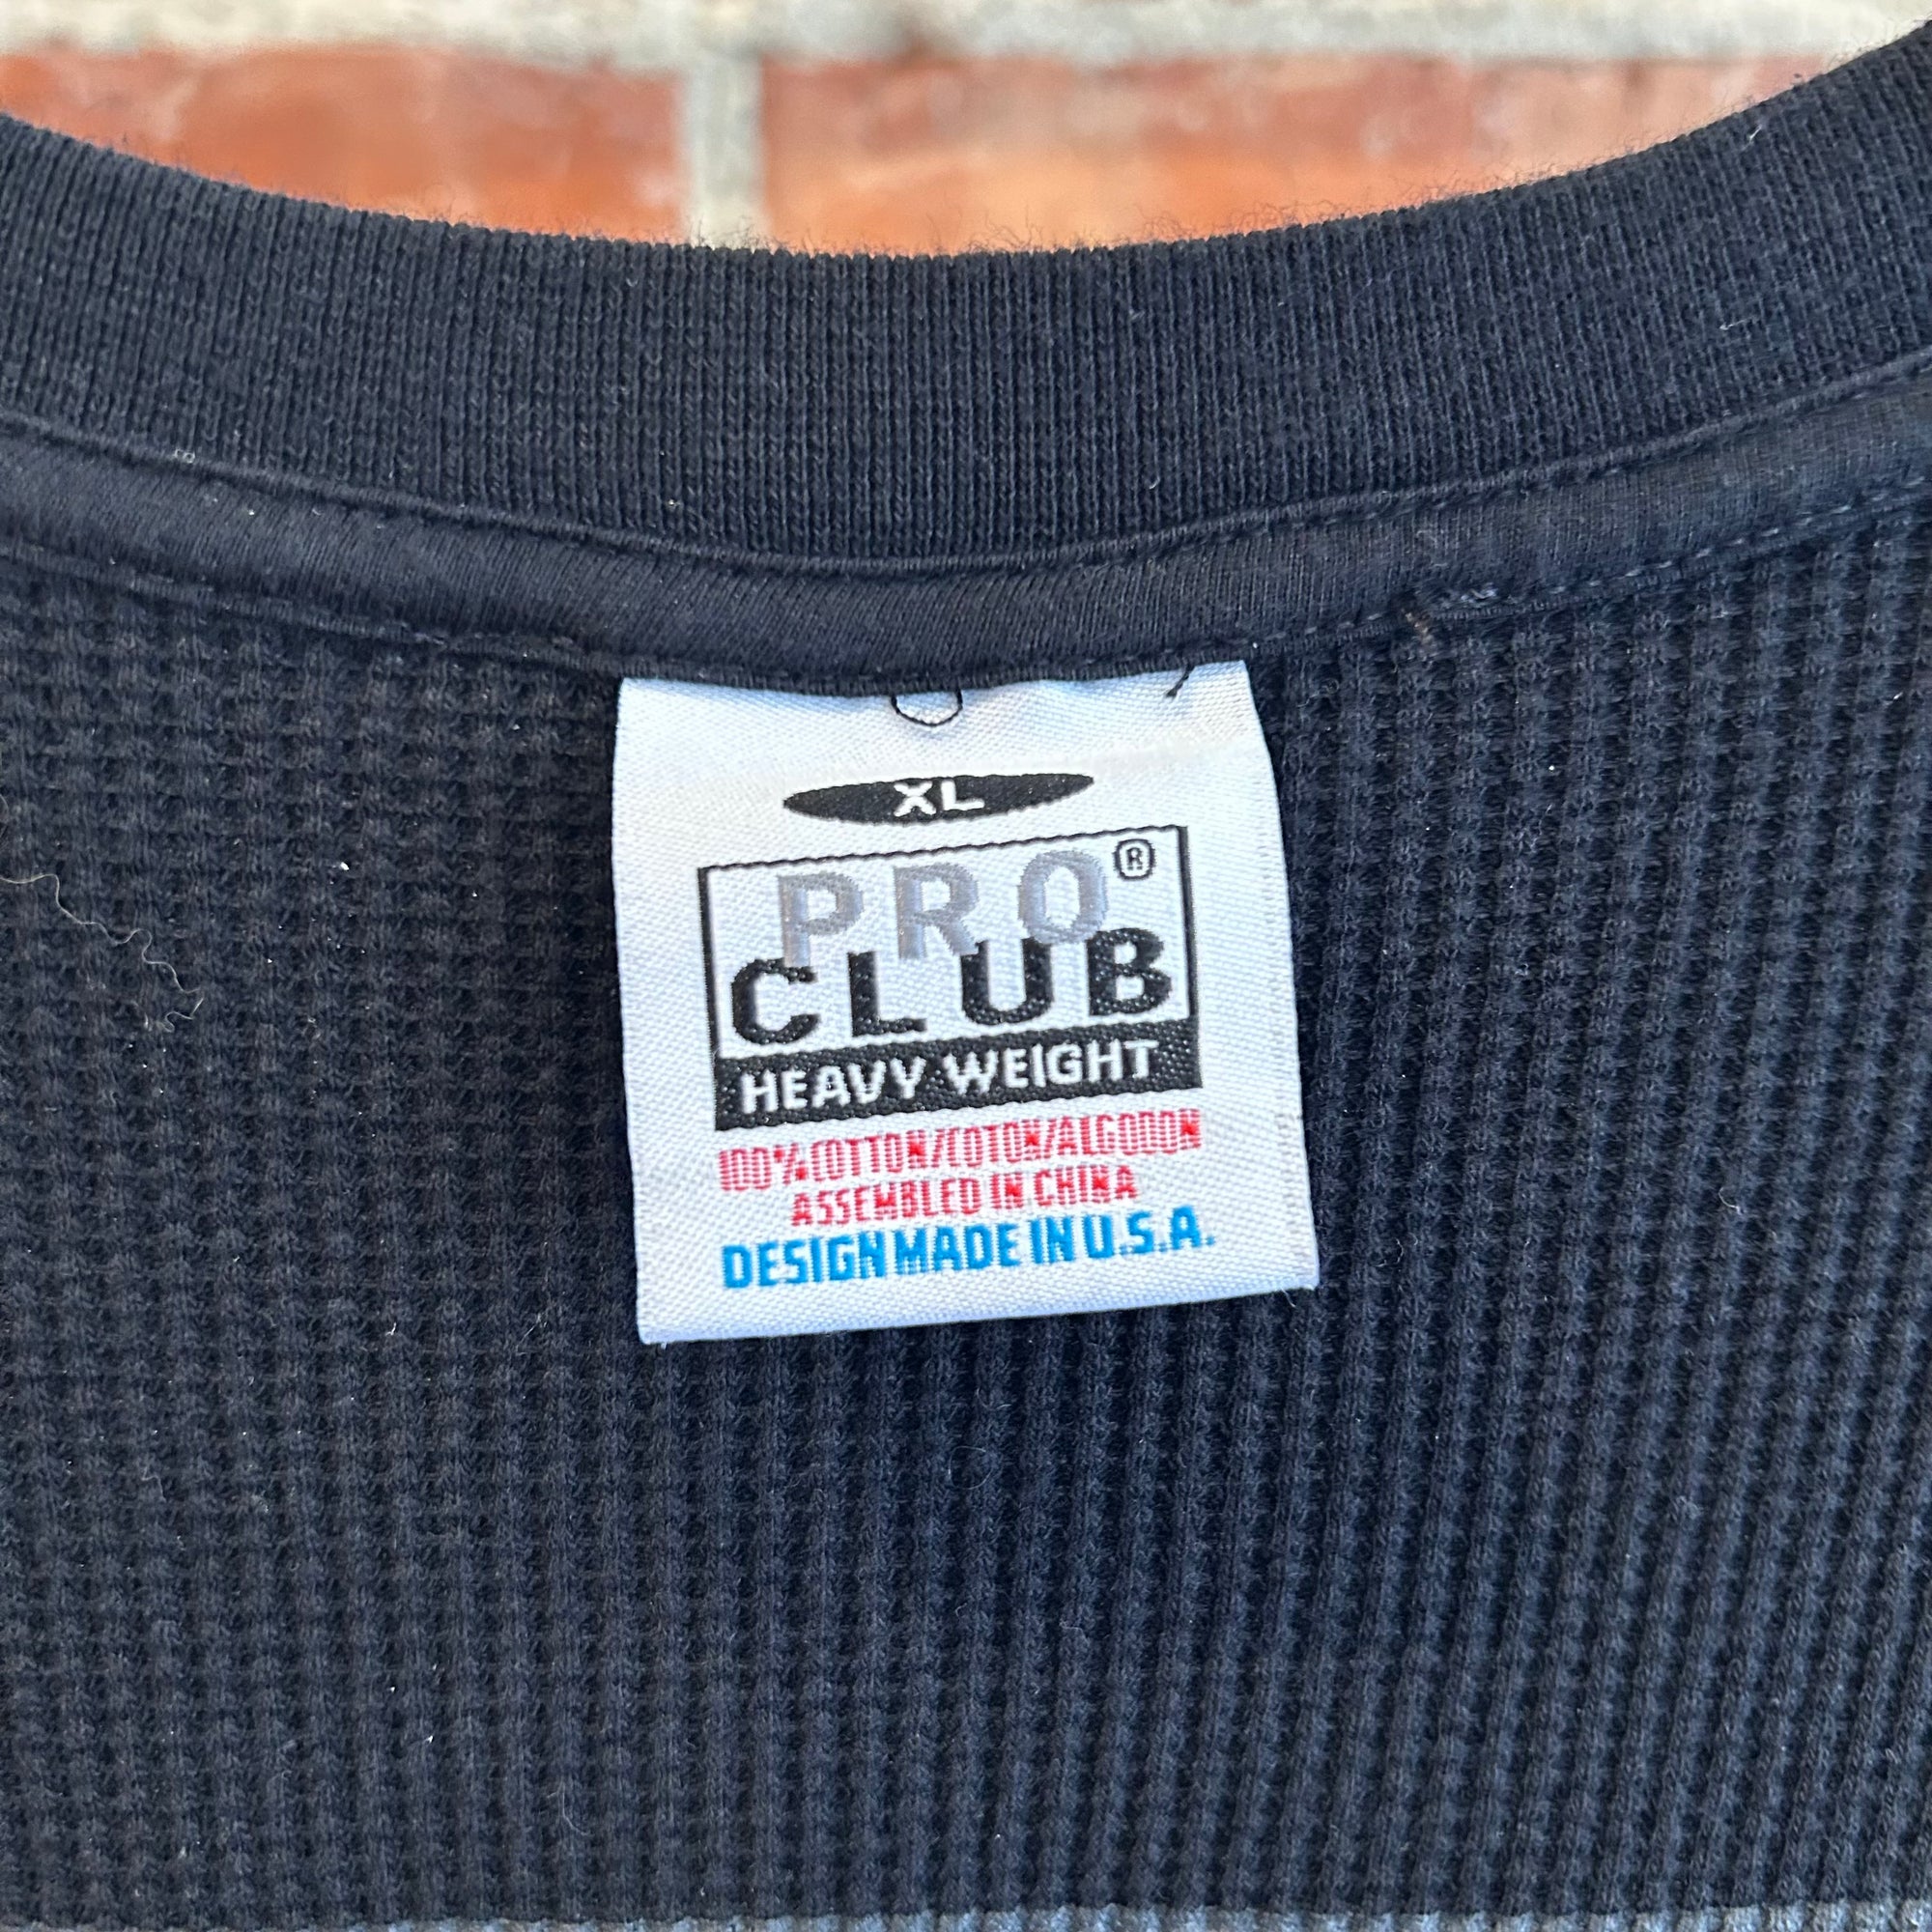 XL
PRO®
CLUB
HEAVY WEIGHT
100% COTTON/COTON/ALGODON
ASSEMBLED IN CHINA
DESIGN MADE IN U.S.A.